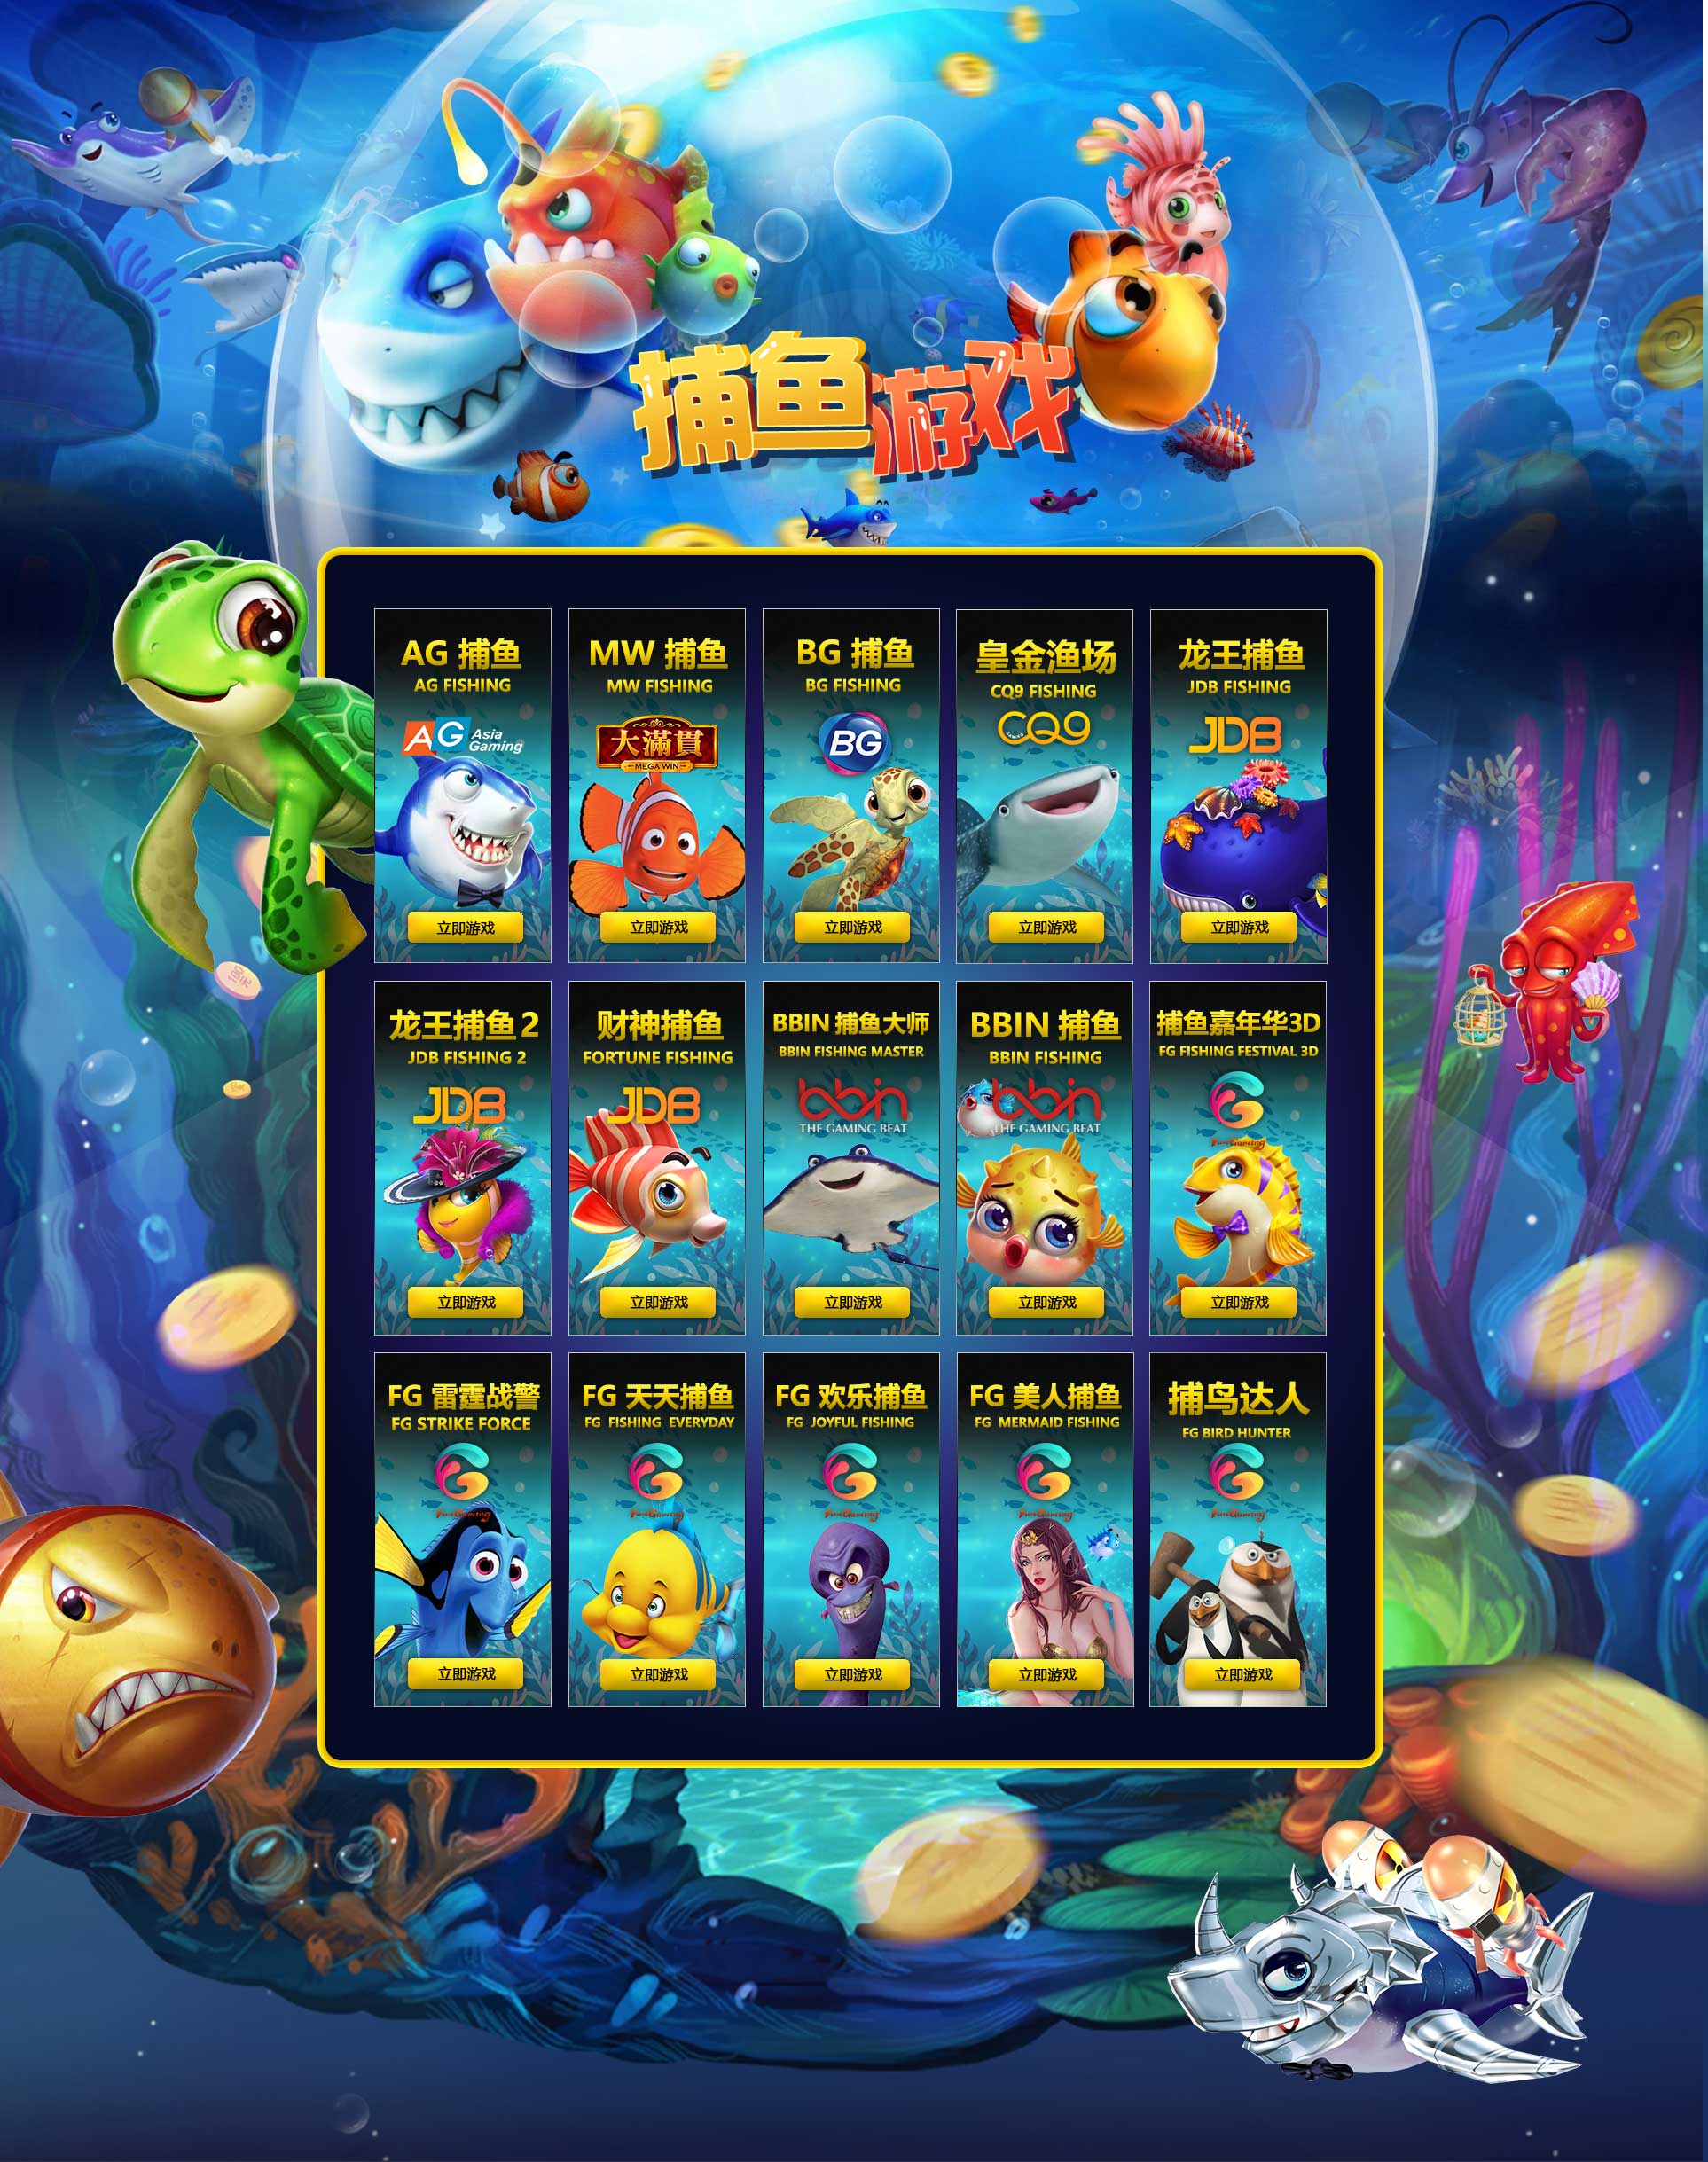 捕鱼游戏
AG 捕鱼
AG FISHING
AG Asia
Gaming
立即游戏
MW 捕鱼
MW FISHING
大滿貫
MEGA WIN
立即游戏
BG 捕鱼
BG FISHING
BG
立即游戏
皇金渔场
CQ9 FISHING
CQ9
GAMING
立即游戏
龙王捕鱼
JDB FISHING
JDB
立即游戏
龙王捕鱼2
JDB FISHING 2
JDB
立即游戏
财神捕鱼
FORTUNE FISHING
JDB
立即游戏
BBIN 捕鱼大师
BBIN FISHING MASTER
bbin
THE GAMING BEAT
立即游戏
BBIN 捕鱼
BBIN FISHING
bbin
THE GAMING BEAT
立即游戏
捕鱼嘉年华3D
FG FISHING FESTIVAL 3D
FunGaming
立即游戏
FG 雷霆战警
FG STRIKE FORCE
FunGaming
立即游戏
FG 天天捕鱼
FG FISHING EVERYDAY
FunGaming
立即游戏
FG 欢乐捕鱼
FG JOYFUL FISHING
FunGaming
立即游戏
FG 美人捕鱼
FG MERMAID FISHING
FunGaming
立即游戏
捕鸟达人
FG BIRD HUNTER
FunGaming
立即游戏